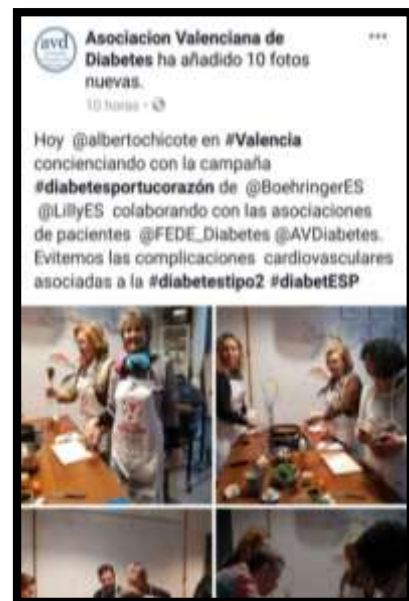 avd
Asociacion Valenciana de
Diabetes ha añadido 10 fotos
nuevas.
10 horas
Hoy @albertochicote en #Valencia
concienciando con la campaña
#diabetesportucorazón de @BoehringerES
@LillyES colaborando con las asociaciones
de pacientes @FEDE_Diabetes @AVDiabetes.
Evitemos las complicaciones cardiovasculares
asociadas a la #diabetestipo2 #diabetESP